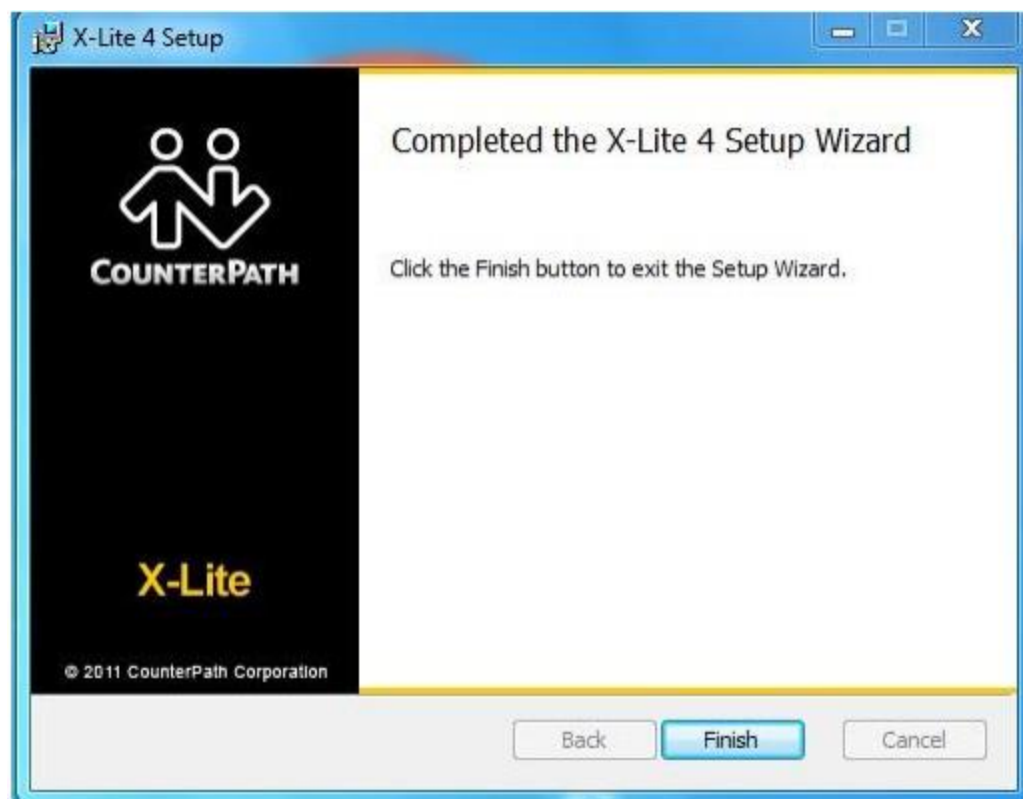 X-Lite 4 Setup
COUNTERPATH
Completed the X-Lite 4 Setup Wizard
Click the Finish button to exit the Setup Wizard.
X-Lite
© 2011 CounterPath Corporation
Back
Finish
Cancel